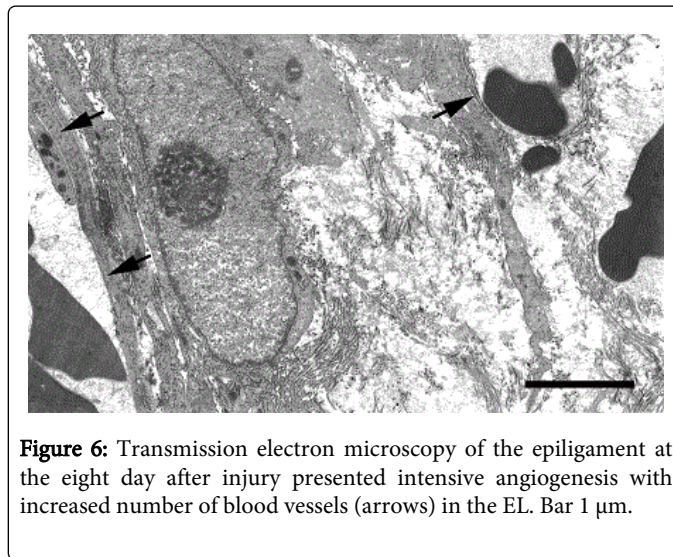 Figure 6: Transmission electron microscopy of the epiligament at
the eight day after injury presented intensive angiogenesis with
increased number of blood vessels (arrows) in the EL. Bar 1 μm.